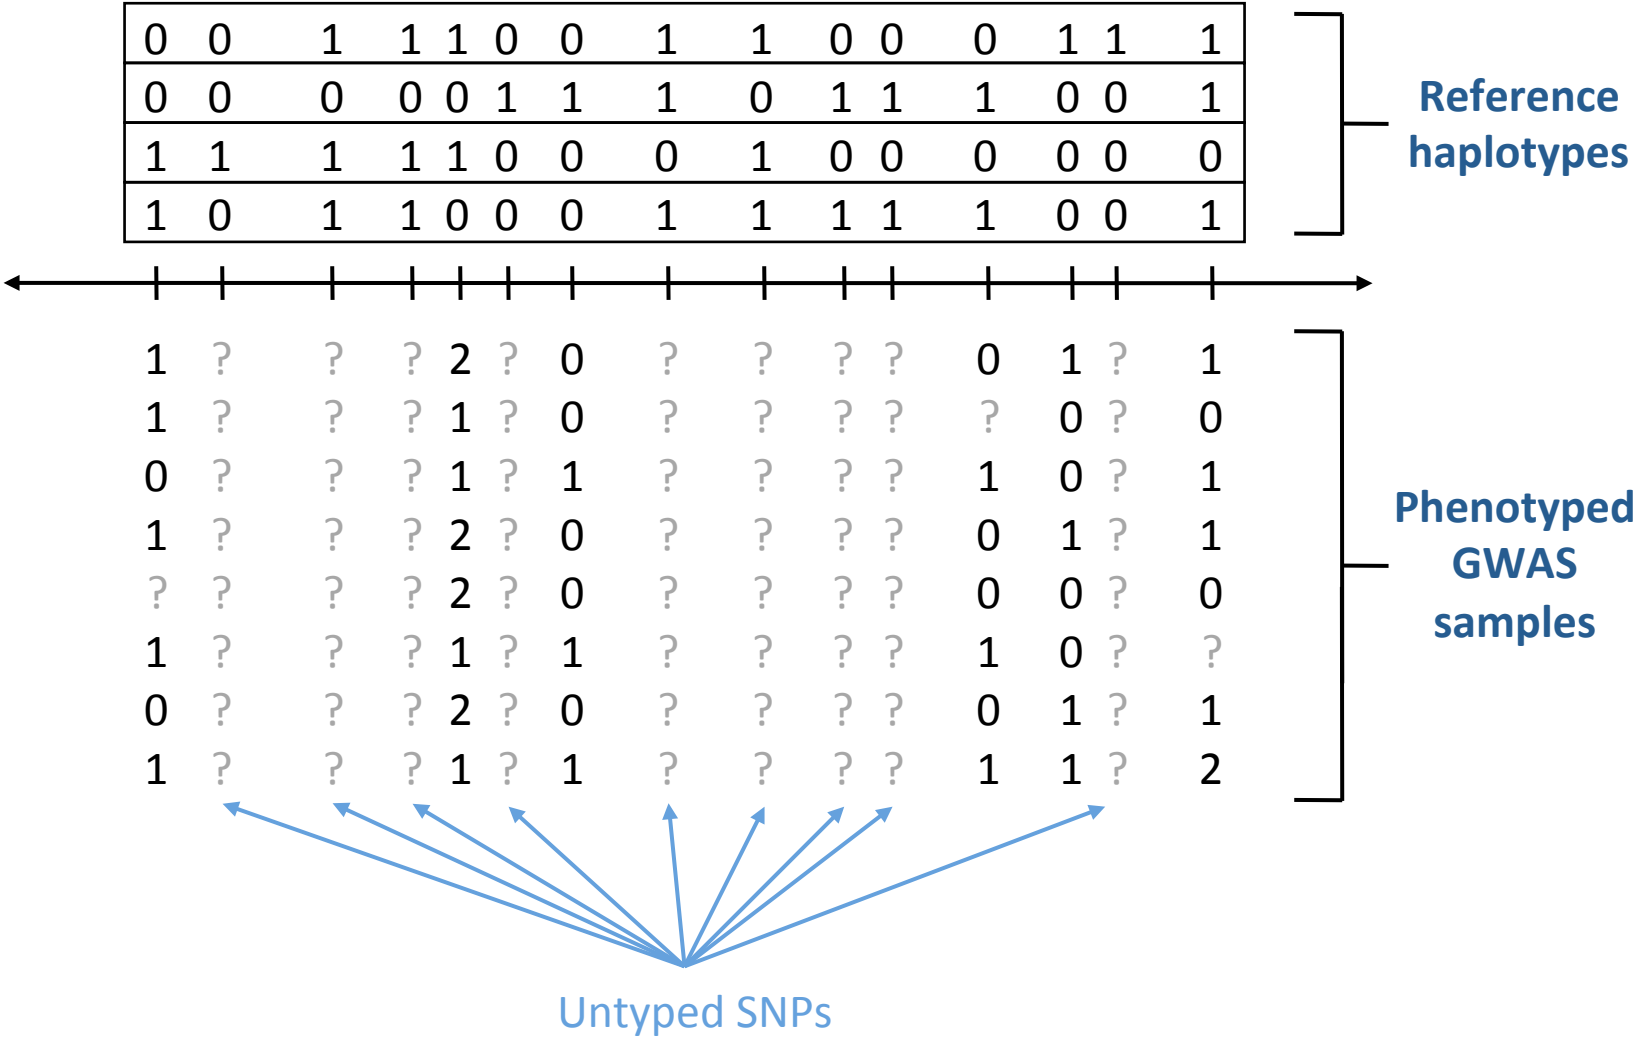 0 0 1 1 1 0 0 1 1 0 0 0 1 1 1
0 0 0 0 0 1 1 1 0 1 1 1 0 0 1
1 1 1 1 1 0 0 0 1 0 0 0 0 0 0
1 0 1 1 0 0 0 1 1 1 1 1 0 0 1
Reference
haplotypes
1 ? ? ? 2 ? 0 ? ? ? ? 0 1 ? 1
1 ? ? ? 1 ? 0 ? ? ? ? ? 0 ? 0
0 ? ? ? 1 ? 1 ? ? ? ? 1 0 ? 1
1 ? ? ? 2 ? 0 ? ? ? ? 0 1 ? 1
? ? ? ? 2 ? 0 ? ? ? ? 0 0 ? 0
1 ? ? ? 1 ? 1 ? ? ? ? 1 0 ? ?
0 ? ? ? 2 ? 0 ? ? ? ? 0 1 ? 1
1 ? ? ? 1 ? 1 ? ? ? ? 1 1 ? 2
Phenotyped
GWAS
samples
Untyped SNPs